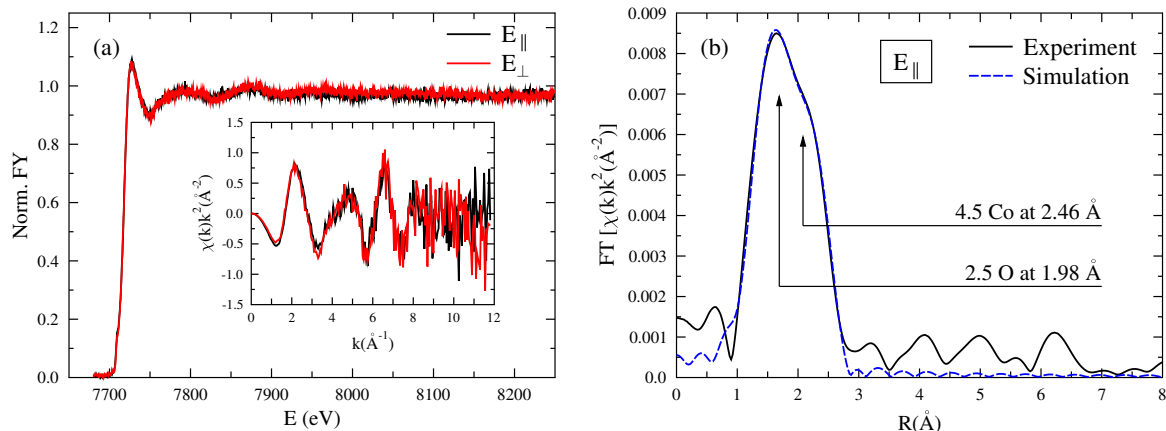 (a)
E∥
E⊥
Norm. FY
1.2
1.0
0.8
0.6
0.4
0.2
0.0
7700 7800 7900 8000 8100 8200
E (eV)
χ(k)k²(Å⁻²)
1.5
1.0
0.5
0.0
-0.5
-1.0
-1.5
0 2 4 6 8 10 12
k(Å⁻¹)
(b)
E∥
Experiment
Simulation
FT [χ(k)k²(Å⁻²)]
0.009
0.008
0.007
0.006
0.005
0.004
0.003
0.002
0.001
0.000
4.5 Co at 2.46 Å
2.5 O at 1.98 Å
0 1 2 3 4 5 6 7 8
R(Å)